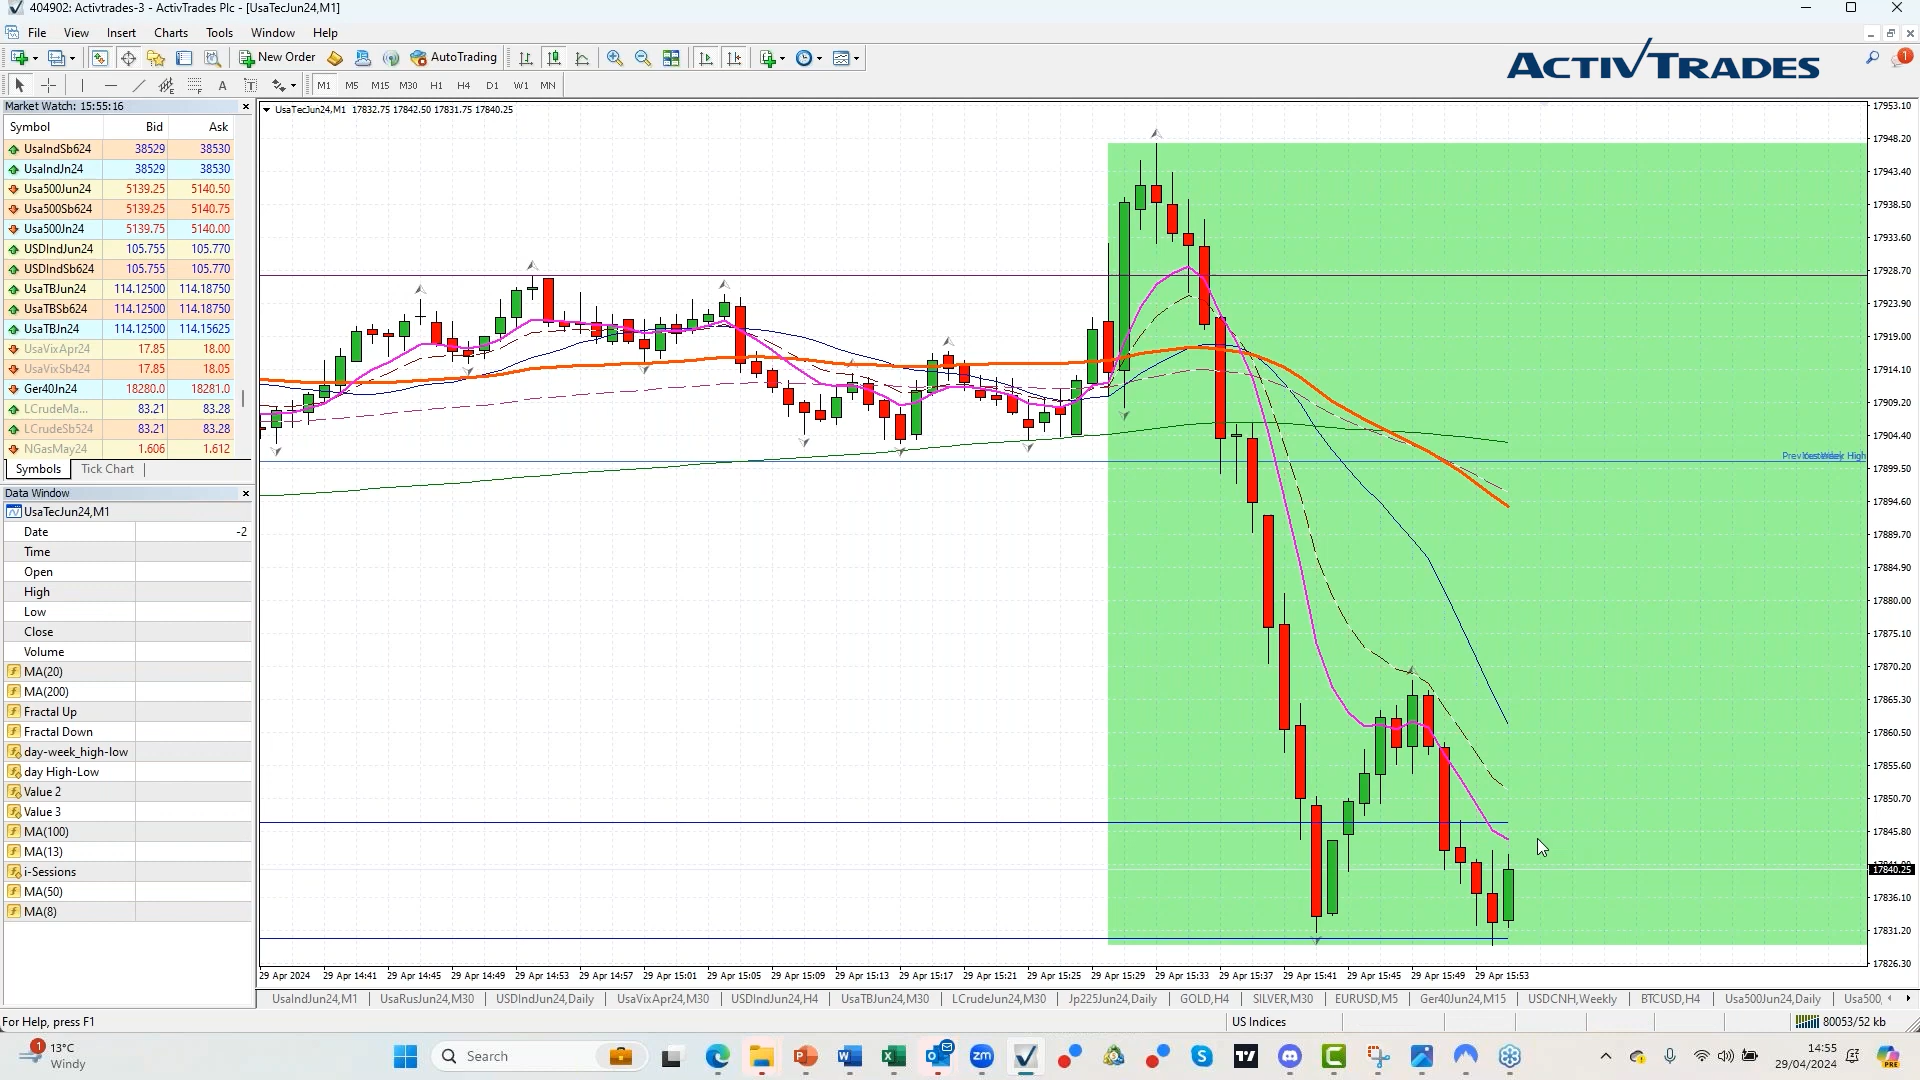 404902: Activtrades-3 - ActivTrades Plc - [UsaTecJun24,M1]
File View Insert Charts Tools Window Help
New Order AutoTrading
ACTIVTRADES
1
A T M1 M5 M15 M30 H1 H4 D1 W1 MN
Market Watch: 15:55:16
Symbol Bid Ask
UsaIndSb624 38529 38530
UsaIndJn24 38529 38530
Usa500Jun24 5139.25 5140.50
Usa500Sb624 5139.25 5140.75
Usa500Jn24 5139.75 5140.00
USDIndJun24 105.755 105.770
USDIndSb624 105.755 105.770
UsaTBJun24 114.12500 114.18750
UsaTBSb624 114.12500 114.18750
UsaTBJn24 114.12500 114.15625
UsaVixApr24 17.85 18.00
UsaVixSb424 17.85 18.05
Ger40Jn24 18280.0 18281.0
LCrudeMa... 83.21 83.28
LCrudeSb524 83.21 83.28
NGasMay24 1.606 1.612
Symbols Tick Chart
Data Window
UsaTecJun24,M1
Date -2
Time
Open
High
Low
Close
Volume
MA(20)
MA(200)
Fractal Up
Fractal Down
day-week_high-low
day High-Low
Value 2
Value 3
MA(100)
MA(13)
i-Sessions
MA(50)
MA(8)
UsaTecJun24,M1 17832.75 17842.50 17831.75 17840.25
17953.10
17948.20
17943.40
17938.50
17933.60
17928.70
17923.90
17919.00
17914.10
17909.20
17904.40
17899.50
17894.60
17889.70
17884.90
17880.00
17875.10
17870.20
17865.30
17860.50
17855.60
17850.70
17845.80
17840.25
17836.10
17831.20
17826.30
29 Apr 2024 29 Apr 14:41 29 Apr 14:45 29 Apr 14:49 29 Apr 14:53 29 Apr 14:57 29 Apr 15:01 29 Apr 15:05 29 Apr 15:09 29 Apr 15:13 29 Apr 15:17 29 Apr 15:21 29 Apr 15:25 29 Apr 15:29 29 Apr 15:33 29 Apr 15:37 29 Apr 15:41 29 Apr 15:45 29 Apr 15:49 29 Apr 15:53
UsaIndJun24,M1 UsaRusJun24,M30 USDIndJun24,Daily UsaVixApr24,M30 USDIndJun24,H4 UsaTBJun24,M30 LCrudeJun24,M30 Jp225Jun24,Daily GOLD,H4 SILVER,M30 EURUSD,M5 Ger40Jun24,M15 USDCNH,Weekly BTCUSD,H4 Usa500Jun24,Daily Usa500,
For Help, press F1 US Indices 80053/52 kb
1
13°C
Windy
Search
zm
14:55
29/04/2024
PRE